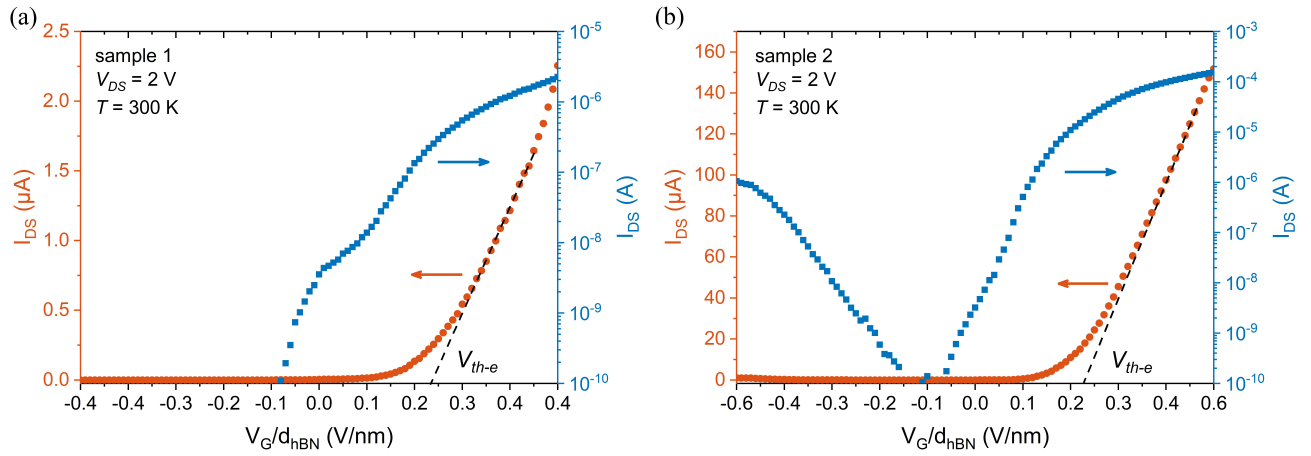 (a)
2.5
2.0
1.5
1.0
0.5
0.0
I_DS (µA)
sample 1
V_DS = 2 V
T = 300 K
V_th-e
10⁻⁵
10⁻⁶
10⁻⁷
10⁻⁸
10⁻⁹
10⁻¹⁰
I_DS (A)
-0.4 -0.4 -0.3 -0.2 -0.1 0.0 0.1 0.2 0.3 0.4 0.4
V_G/d_hBN (V/nm)
(b)
160
140
120
100
80
60
40
20
0
I_DS (µA)
sample 2
V_DS = 2 V
T = 300 K
V_th-e
10⁻³
10⁻⁴
10⁻⁵
10⁻⁶
10⁻⁷
10⁻⁸
10⁻⁹
10⁻¹⁰
I_DS (A)
-0.6 -0.5 -0.3 -0.2 -0.1 0.0 0.1 0.2 0.3 0.5 0.6
V_G/d_hBN (V/nm)